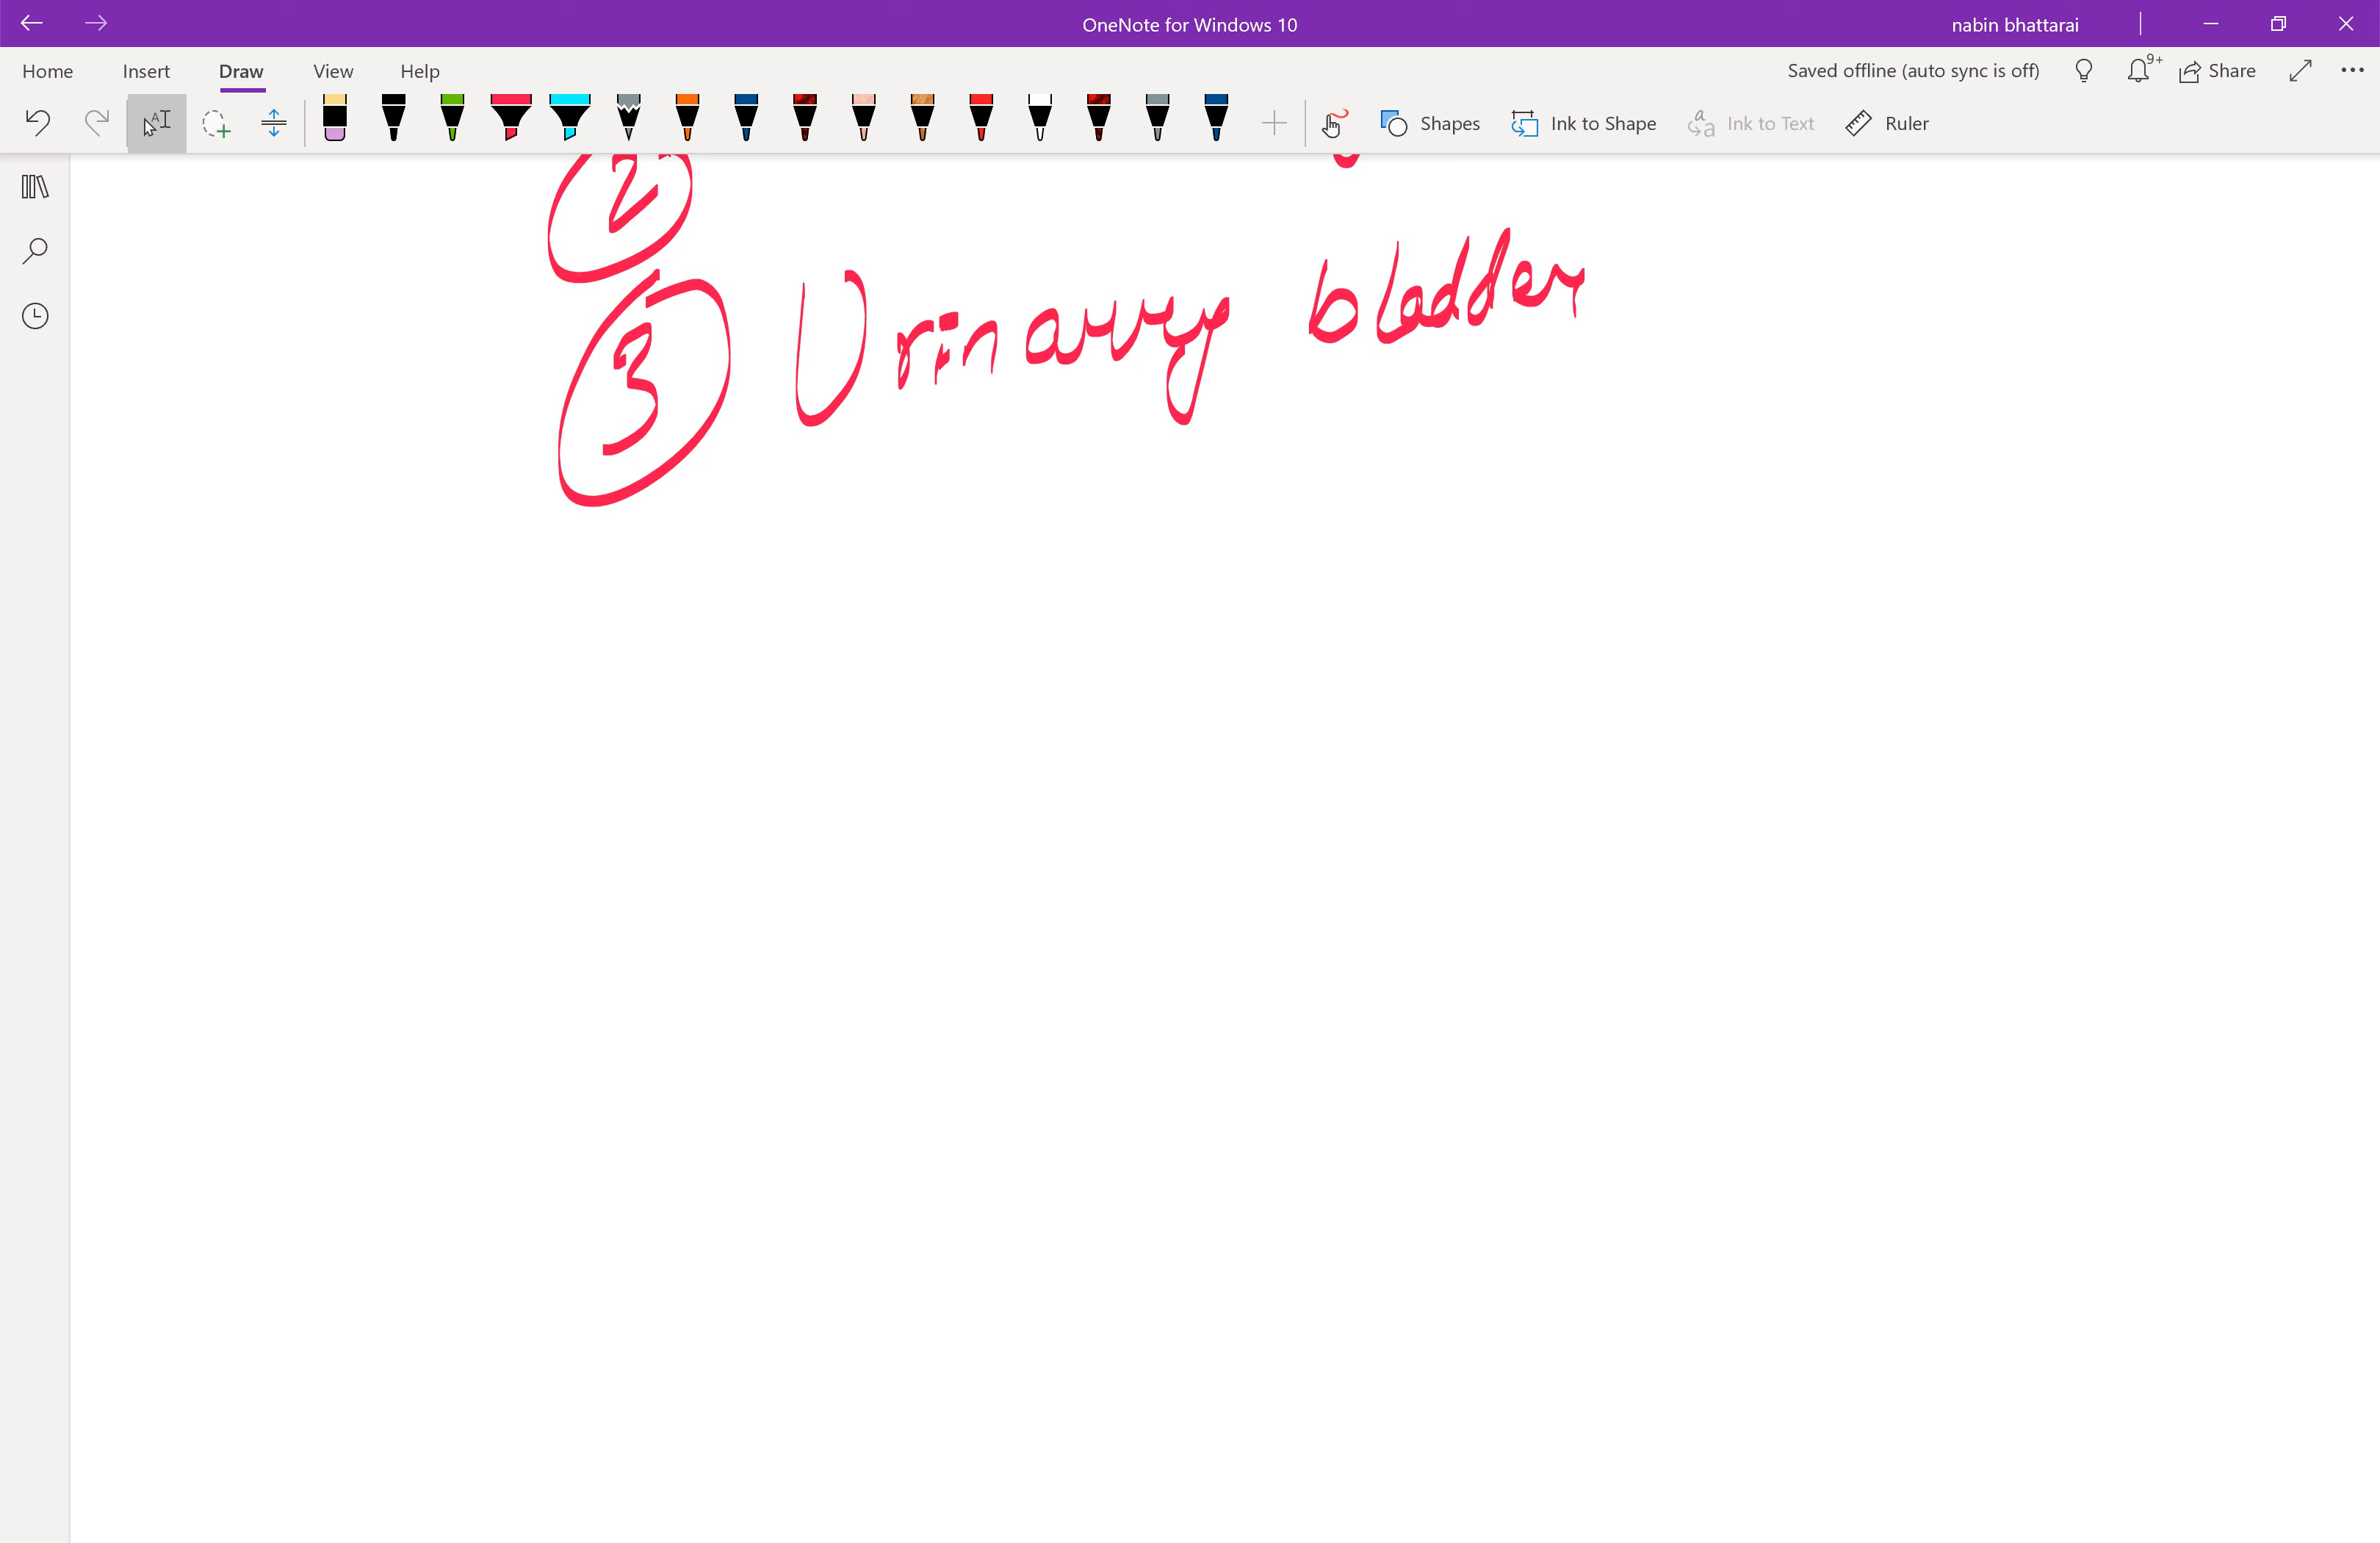 OneNote for Windows 10
nabin bhattarai
Home Insert Draw View Help
Saved offline (auto sync is off) 9+ Share
Shapes Ink to Shape Ink to Text Ruler
2
3 Urinary bladder